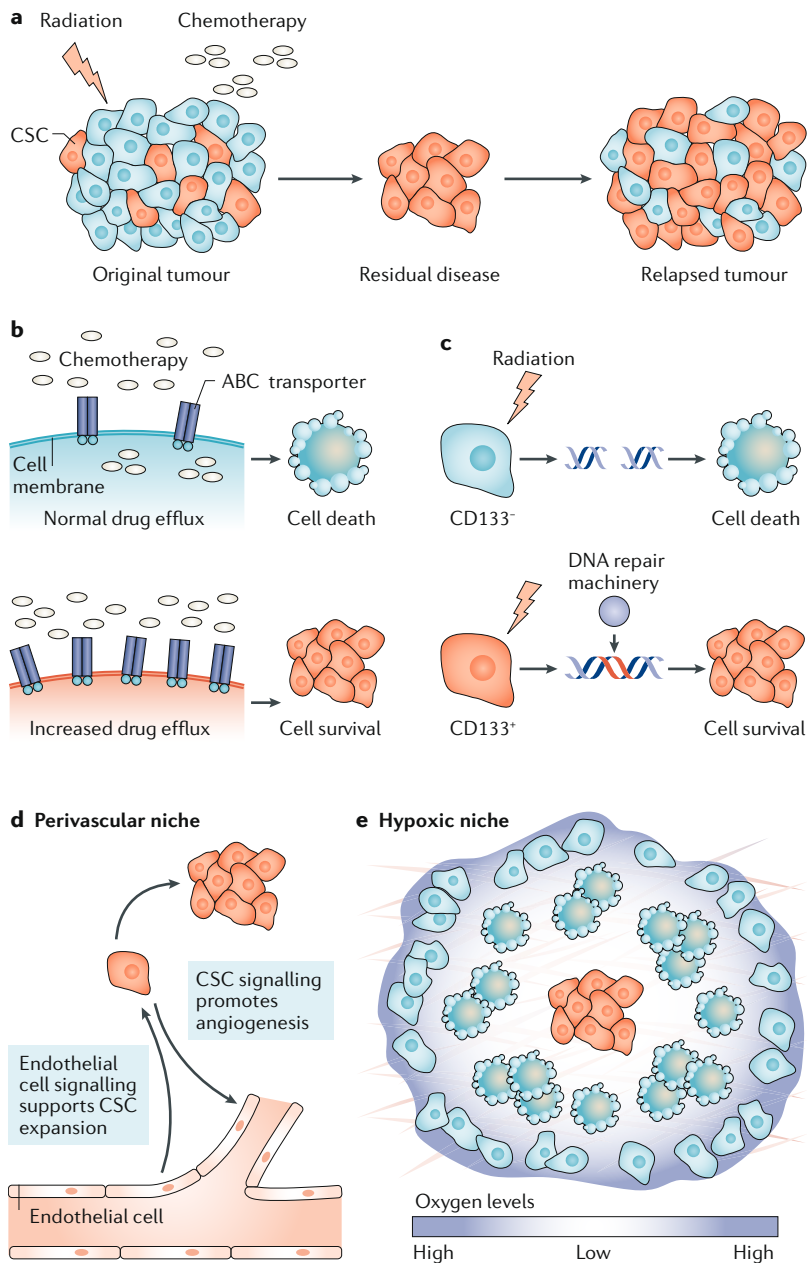 a
Radiation
Chemotherapy
CSC
Original tumour
Residual disease
Relapsed tumour
b
Chemotherapy
ABC transporter
Cell
membrane
Normal drug efflux
Cell death
Increased drug efflux
Cell survival
c
Radiation
CD133⁻
Cell death
DNA repair
machinery
CD133⁺
Cell survival
d Perivascular niche
CSC signalling
promotes
angiogenesis
Endothelial
cell signalling
supports CSC
expansion
Endothelial cell
e Hypoxic niche
Oxygen levels
High
Low
High